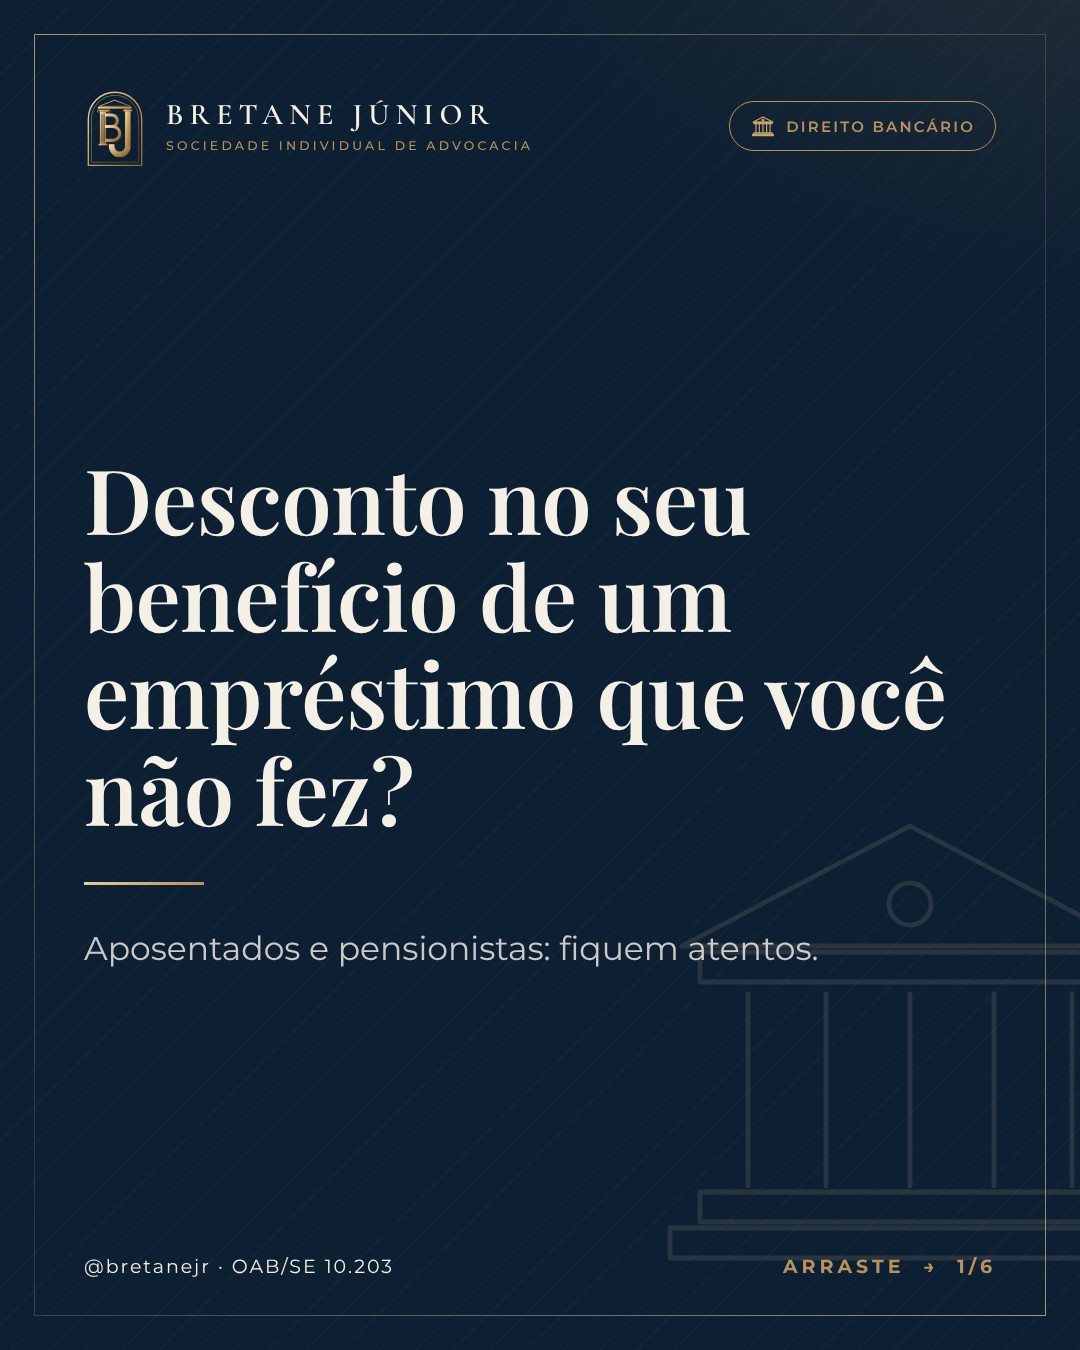 BRETANE JÚNIOR
SOCIEDADE INDIVIDUAL DE ADVOCACIA
DIREITO BANCÁRIO
Desconto no seu
benefício de um
empréstimo que você
não fez?
Aposentados e pensionistas: fiquem atentos.
@bretanejr · OAB/SE 10.203
ARRASTE → 1/6